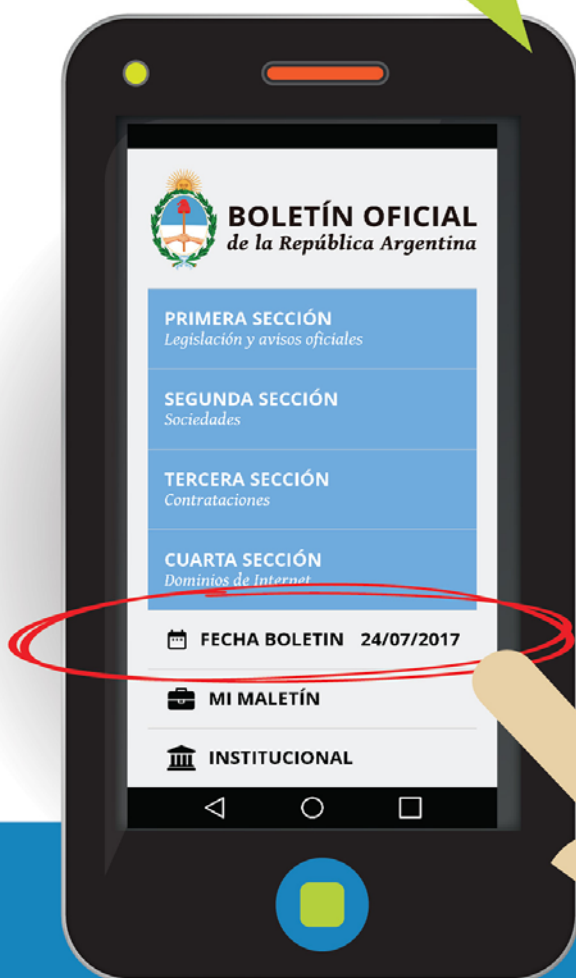 BOLETÍN OFICIAL
de la República Argentina
PRIMERA SECCIÓN
Legislación y avisos oficiales
SEGUNDA SECCIÓN
Sociedades
TERCERA SECCIÓN
Contrataciones
CUARTA SECCIÓN
Dominios de Internet
FECHA BOLETIN 24/07/2017
MI MALETÍN
INSTITUCIONAL